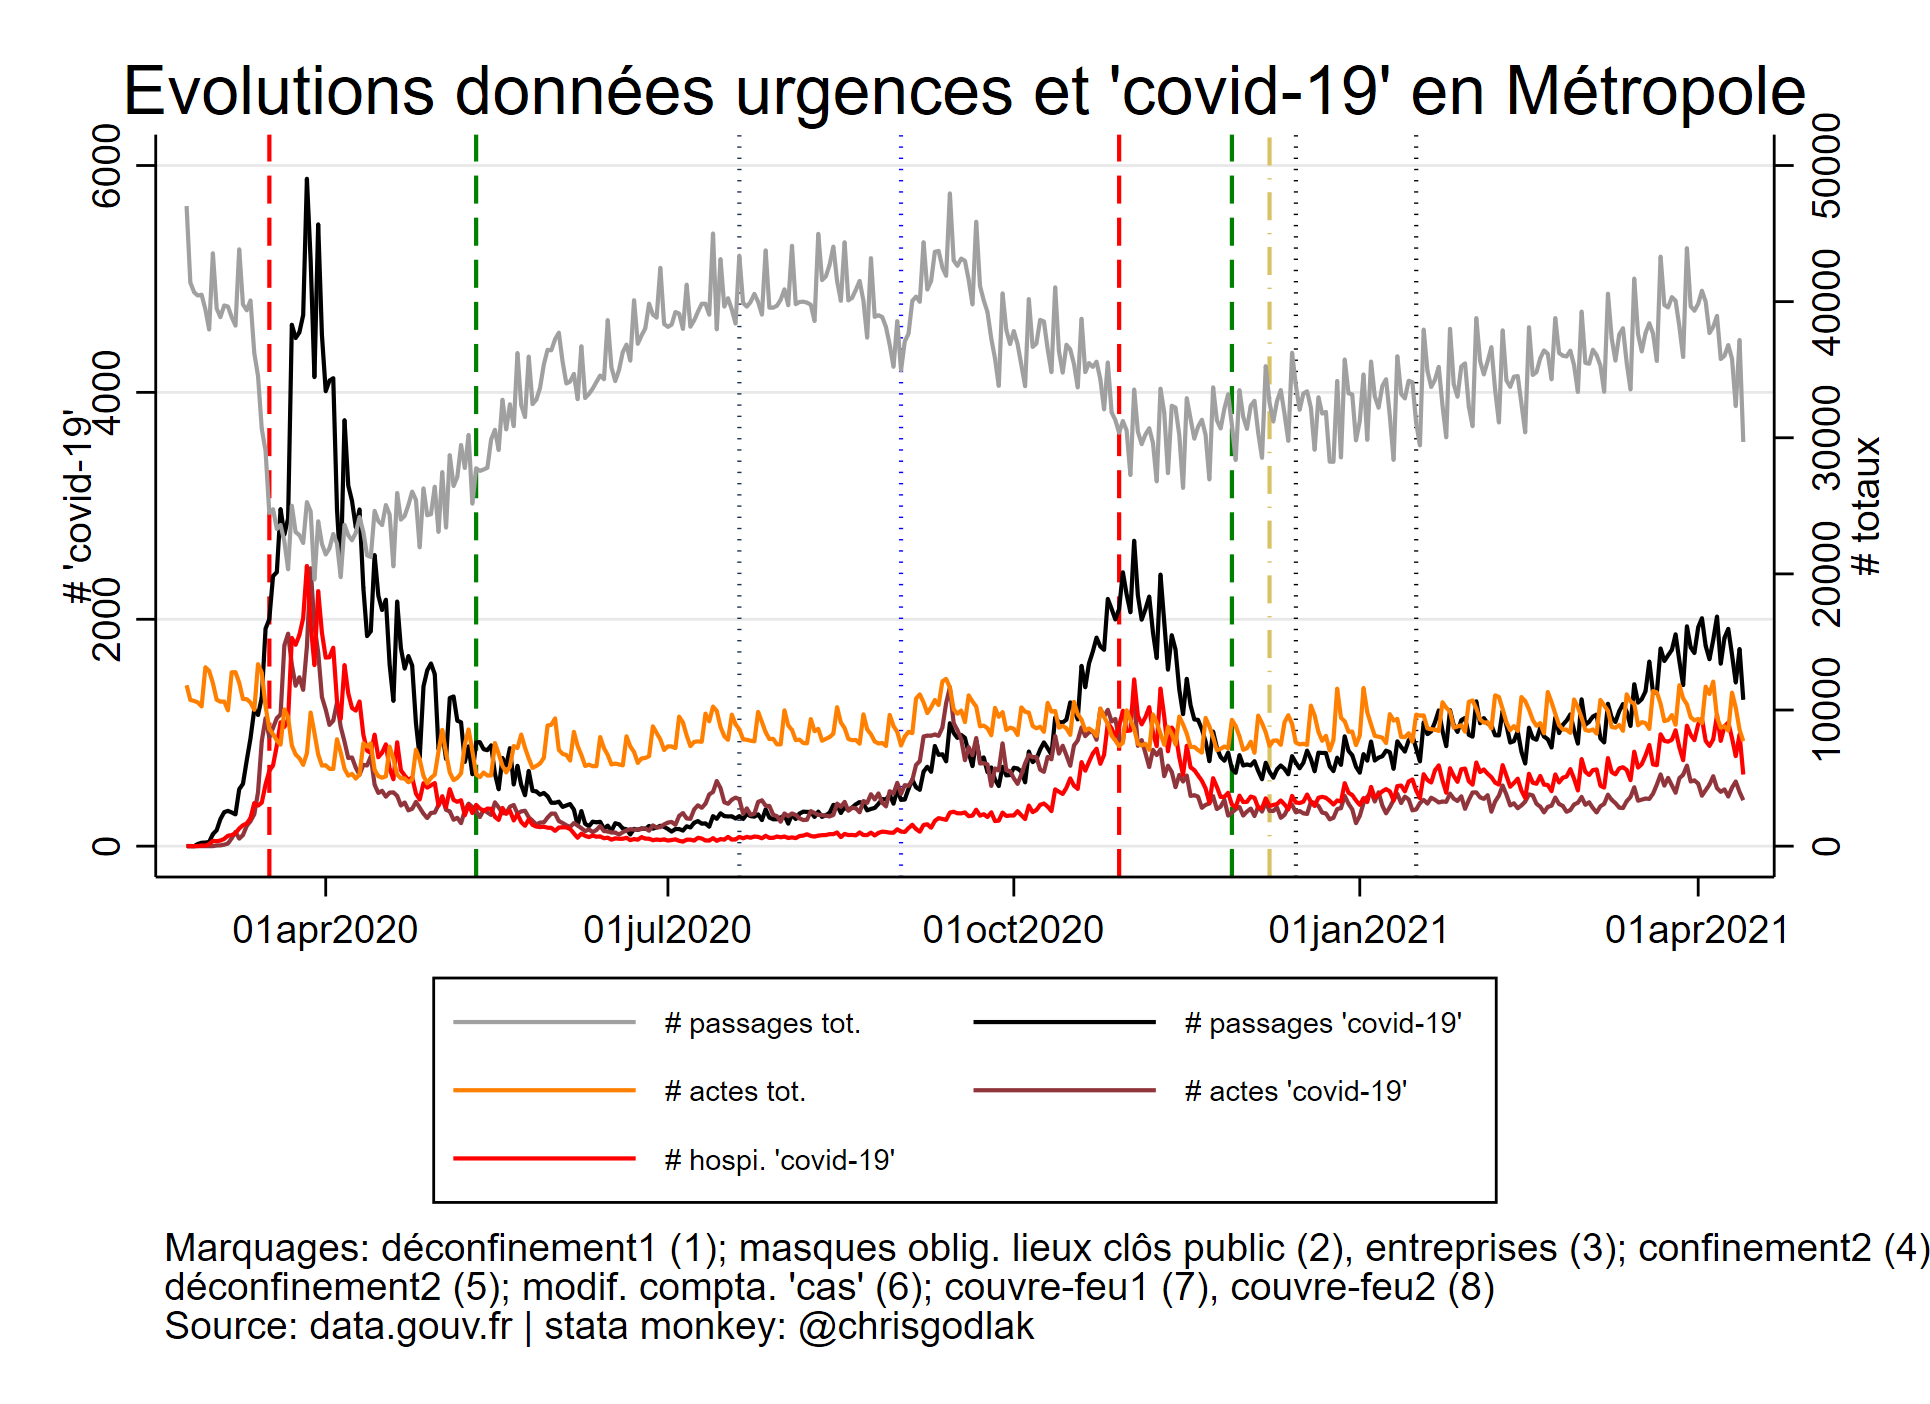 Evolutions données urgences et 'covid-19' en Métropole
# 'covid-19'
0
2000
4000
6000
# totaux
0
10000
20000
30000
40000
50000
01apr2020
01jul2020
01oct2020
01jan2021
01apr2021
# passages tot.
# passages 'covid-19'
# actes tot.
# actes 'covid-19'
# hospi. 'covid-19'
Marquages: déconfinement1 (1); masques oblig. lieux clôs public (2), entreprises (3); confinement2 (4)
déconfinement2 (5); modif. compta. 'cas' (6); couvre-feu1 (7), couvre-feu2 (8)
Source: data.gouv.fr | stata monkey: @chrisgodlak